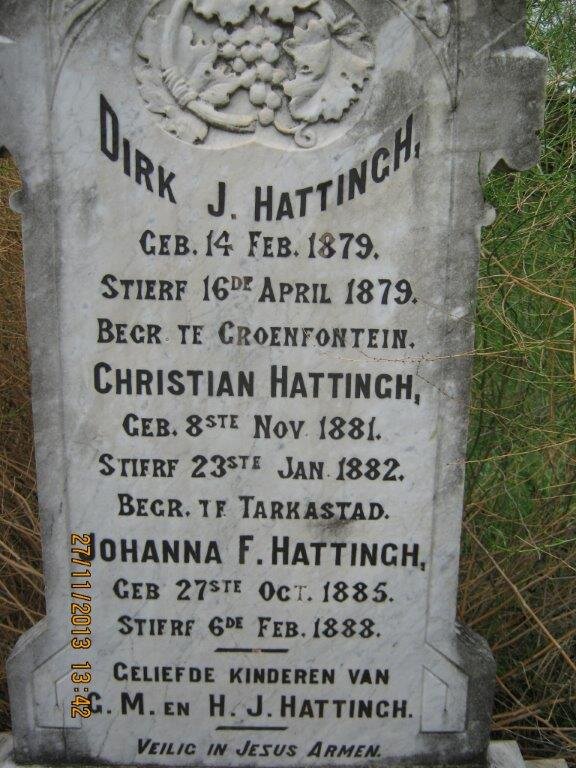 DIRK J. HATTINGH,
GEB. 14 FEB. 1879.
STIERF 16DE APRIL 1879.
BEGR. TE GROENFONTEIN.
CHRISTIAN HATTINGH,
GEB. 8STE NOV. 1881.
STIERF 23STE JAN. 1882.
BEGR. TE TARKASTAD.
JOHANNA F. HATTINGH,
GEB 27STE OCT. 1885.
STIERF 6DE FEB. 1888.
GELIEFDE KINDEREN VAN
G. M. EN H. J. HATTINGH.
VEILIG IN JESUS ARMEN.
27/11/2013 13:42